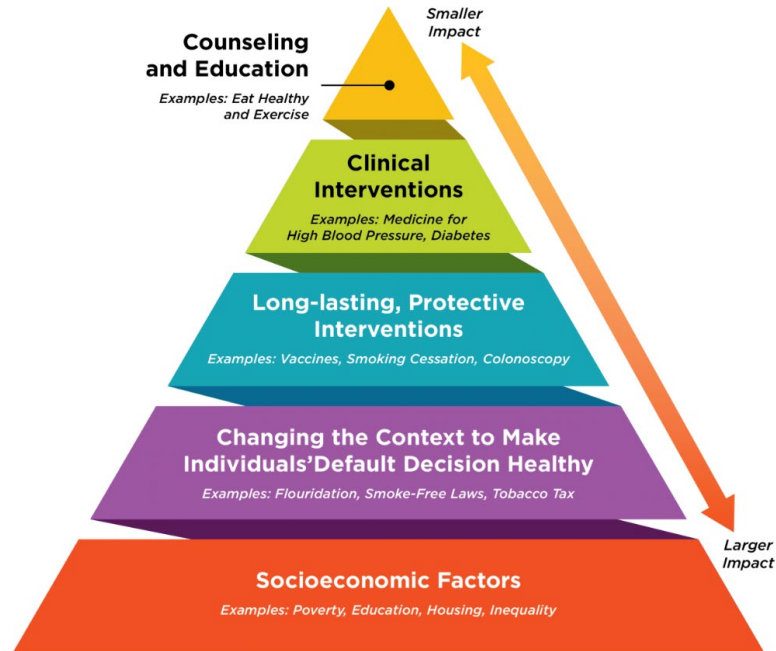 Smaller
Impact
Counseling
and Education
Examples: Eat Healthy
and Exercise
Clinical
Interventions
Examples: Medicine for
High Blood Pressure, Diabetes
Long-lasting, Protective
Interventions
Examples: Vaccines, Smoking Cessation, Colonoscopy
Changing the Context to Make
Individuals'Default Decision Healthy
Examples: Flouridation, Smoke-Free Laws, Tobacco Tax
Larger
Impact
Socioeconomic Factors
Examples: Poverty, Education, Housing, Inequality